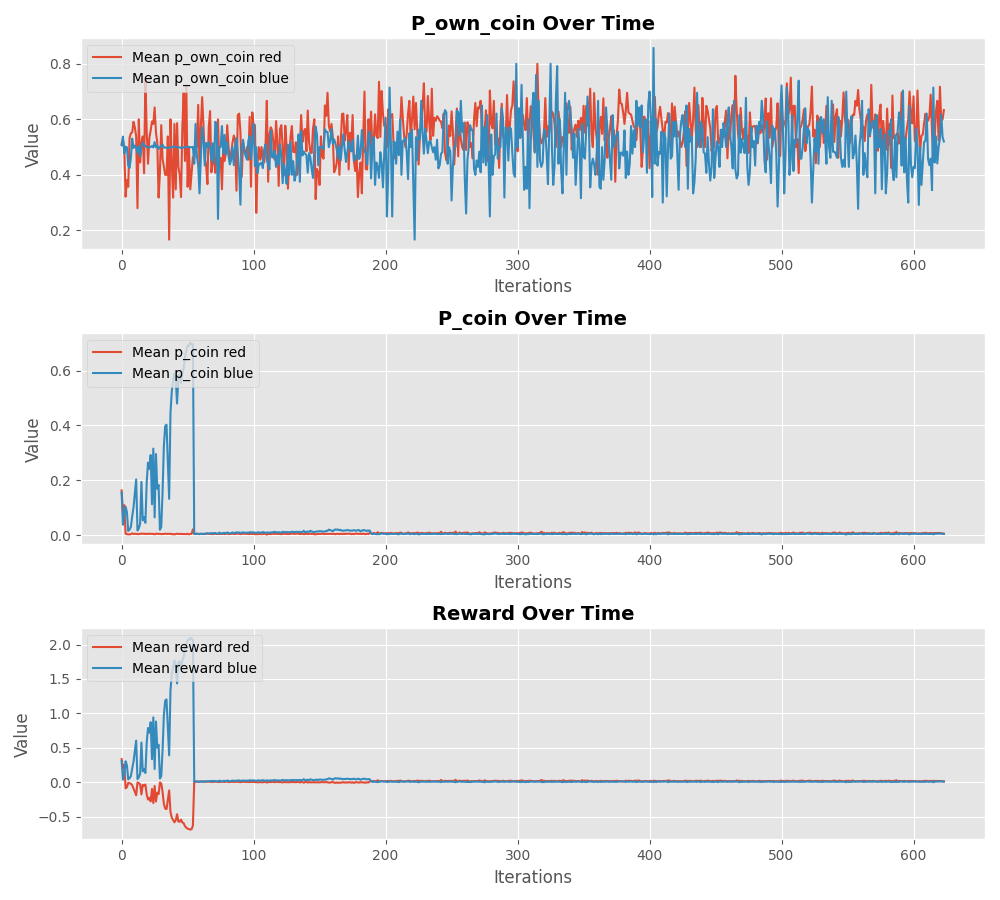 P_own_coin Over Time
Mean p_own_coin red
Mean p_own_coin blue
Value
0.8
0.6
0.4
0.2
0 100 200 300 400 500 600
Iterations
P_coin Over Time
Mean p_coin red
Mean p_coin blue
Value
0.6
0.4
0.2
0.0
0 100 200 300 400 500 600
Iterations
Reward Over Time
Mean reward red
Mean reward blue
Value
2.0
1.5
1.0
0.5
0.0
−0.5
0 100 200 300 400 500 600
Iterations